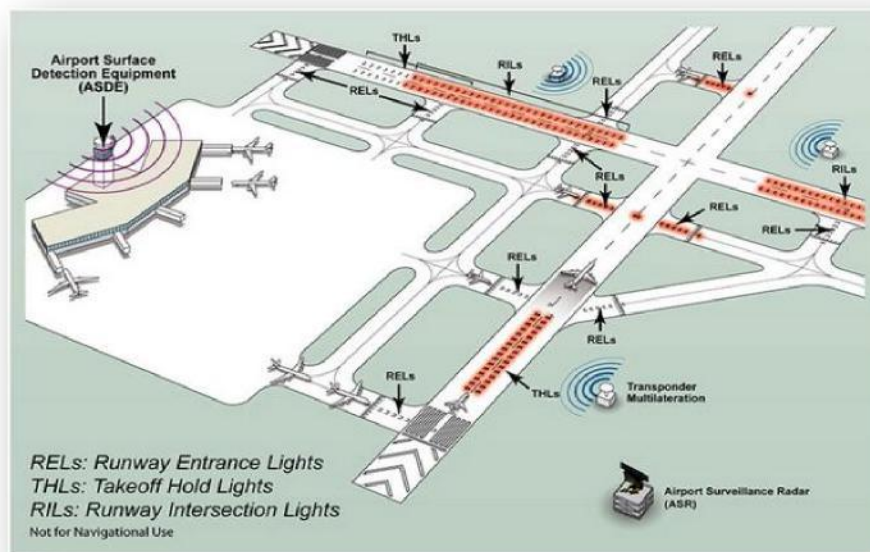 Airport Surface
Detection Equipment
(ASDE)
THLs
RILs
RELs
RELs
RELs
RELs
RILs
RELs
RELs
RELs
RELs
RELs
THLs
RELs
Transponder
Multilateration
RELs: Runway Entrance Lights
THLs: Takeoff Hold Lights
RILs: Runway Intersection Lights
Not for Navigational Use
Airport Surveillance Radar
(ASR)